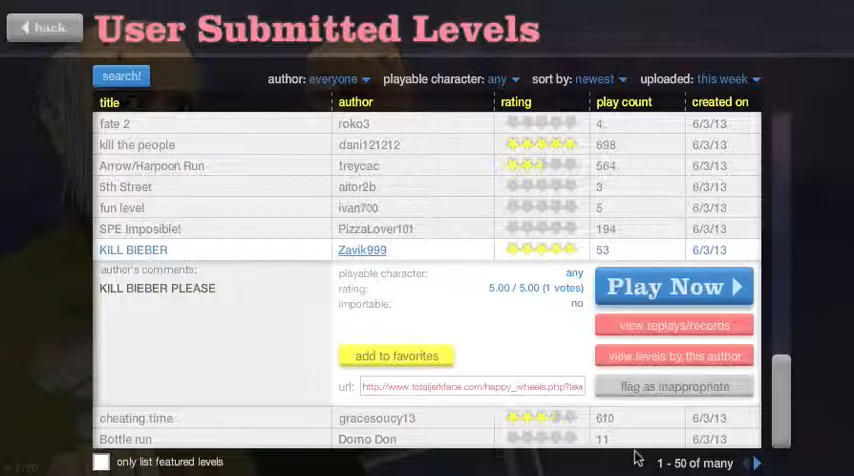 back
User Submitted Levels
search!
author: everyone playable character: any sort by: newest uploaded: this week
title author rating play count created on
fate 2 roko3 4 6/3/13
kill the people dani121212 698 6/3/13
Arrow/Harpoon Run treycac 564 6/3/13
5th Street aitor2b 3 6/3/13
fun level ivan700 5 6/3/13
SPE Imposible! PizzaLover101 194 6/3/13
KILL BIEBER Zavik999 53 6/3/13
author's comments:
KILL BIEBER PLEASE
playable character: any
rating: 5.00 / 5.00 (1 votes)
importable: no
Play Now
view replays/records
add to favorites
view levels by this author
url: http://www.totaljerkface.com/happy_wheels.php?lev
flag as inappropriate
cheating time gracesoucy13 610 6/3/13
Bottle run Domo Don 11 6/3/13
only list featured levels
1 - 50 of many